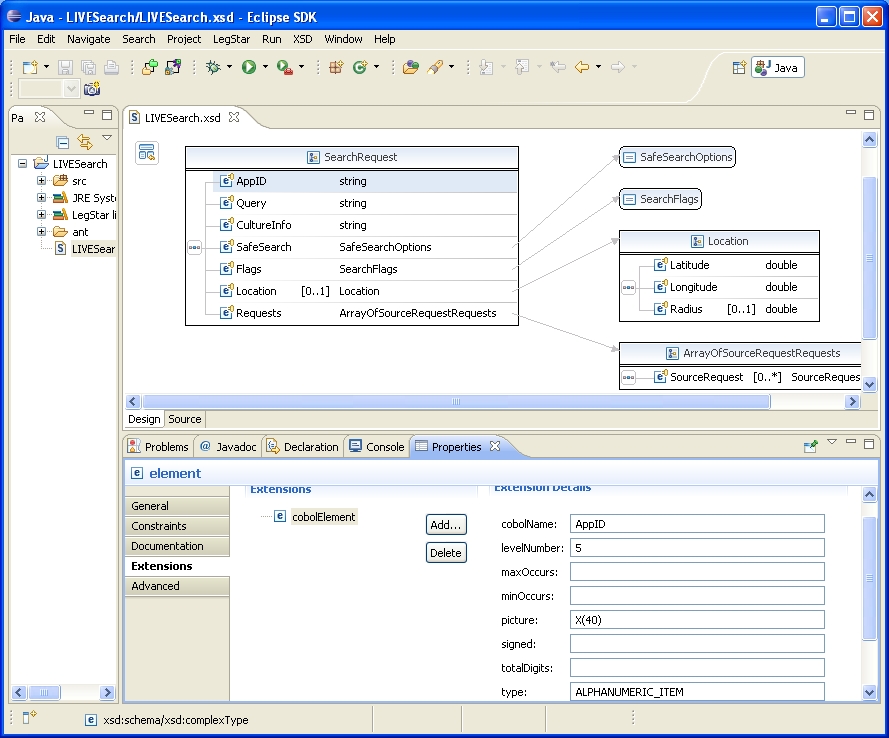 Java - LIVESearch/LIVESearch.xsd - Eclipse SDK
File Edit Navigate Search Project LegStar Run XSD Window Help
Java
Pa
LIVESearch.xsd
LIVESearch
src
JRE Syst
LegStar li
ant
LIVESear
SearchRequest
AppID string
Query string
CultureInfo string
SafeSearch SafeSearchOptions
Flags SearchFlags
Location [0..1] Location
Requests ArrayOfSourceRequestRequests
SafeSearchOptions
SearchFlags
Location
Latitude double
Longitude double
Radius [0..1] double
ArrayOfSourceRequestRequests
SourceRequest [0..*] SourceReques
Design Source
Problems @ Javadoc Declaration Console Properties
element
General
Constraints
Documentation
Extensions
Advanced
Extensions
cobolElement
Add...
Delete
Extension Details
cobolName: AppID
levelNumber: 5
maxOccurs:
minOccurs:
picture: X(40)
signed:
totalDigits:
type: ALPHANUMERIC_ITEM
xsd:schema/xsd:complexType